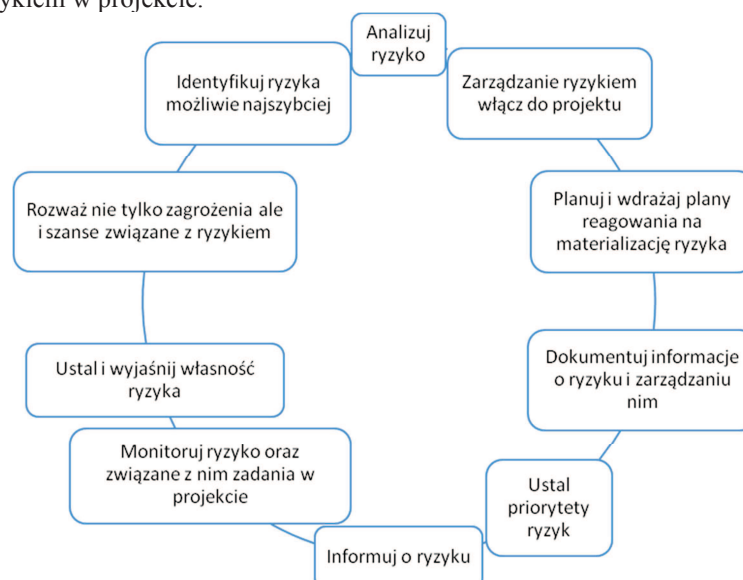 ykiem w projekcie.
Analizuj
ryzyko
Zarządzanie ryzykiem
włącz do projektu
Planuj i wdrażaj plany
reagowania na
materializację ryzyka
Dokumentuj informacje
o ryzyku i zarządzaniu
nim
Ustal
priorytety
ryzyk
Informuj o ryzyku
Monitoruj ryzyko oraz
związane z nim zadania w
projekcie
Ustal i wyjaśnij własność
ryzyka
Rozważ nie tylko zagrożenia ale
i szanse związane z ryzykiem
Identyfikuj ryzyka
możliwie najszybciej